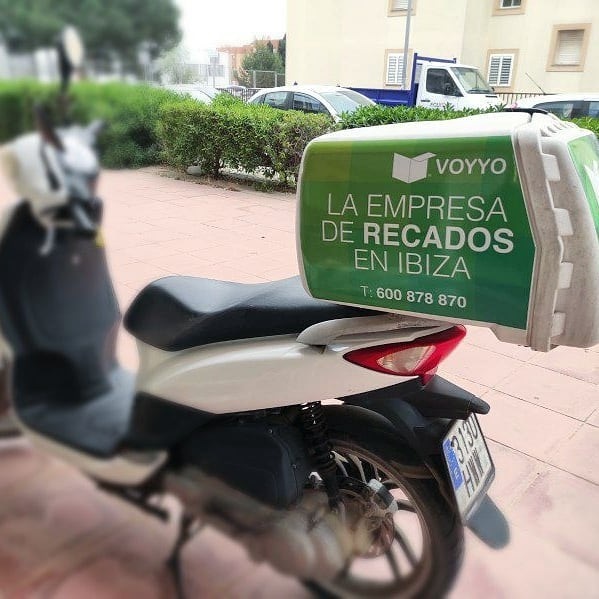 VOYYO
LA EMPRESA
DE RECADOS
EN IBIZA
T: 600 878 870